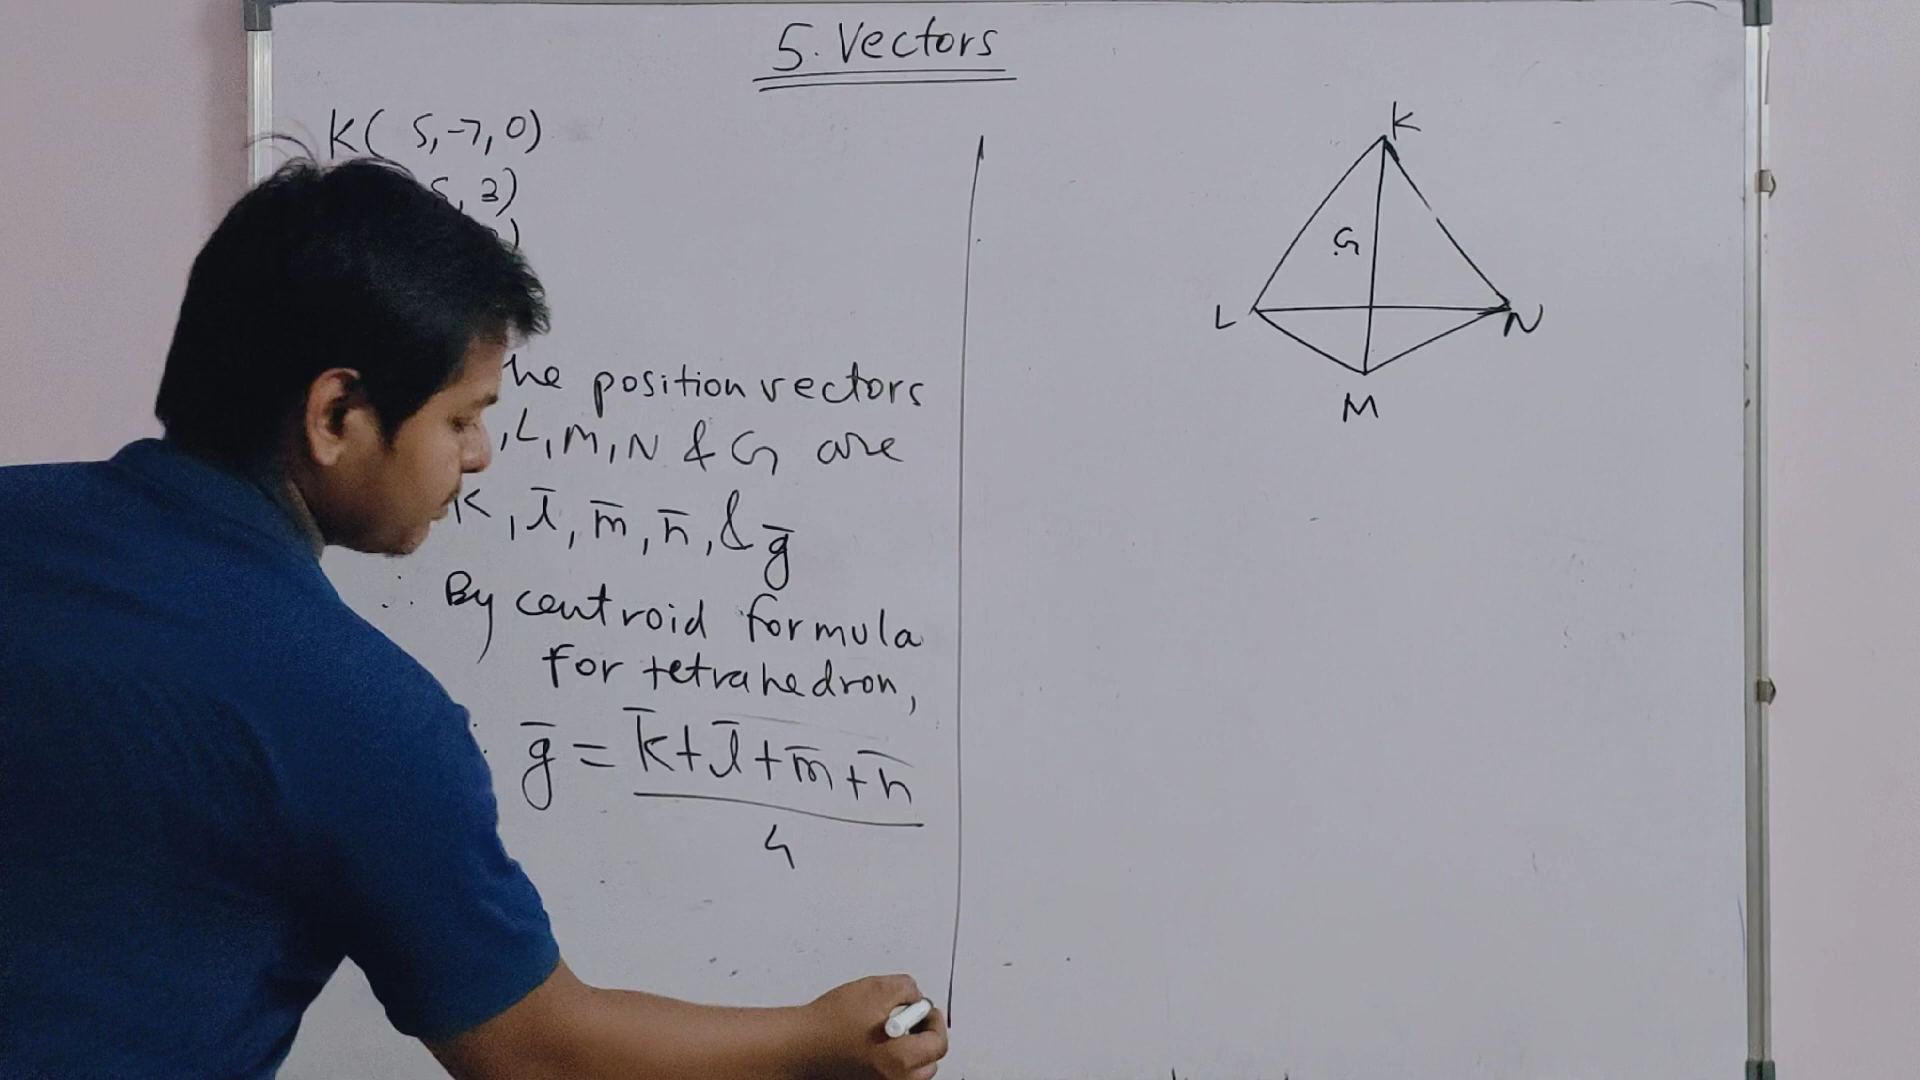 5. Vectors
K( 5,-7,0)
5, 3)
)
he position vectors
,L,M,N & G are
K, l̅, m̅, n̅, & g̅
∴ By centroid formula
for tetrahedron,
g̅ = k̅+l̅+m̅+n̅
4
K
G
L
N
M